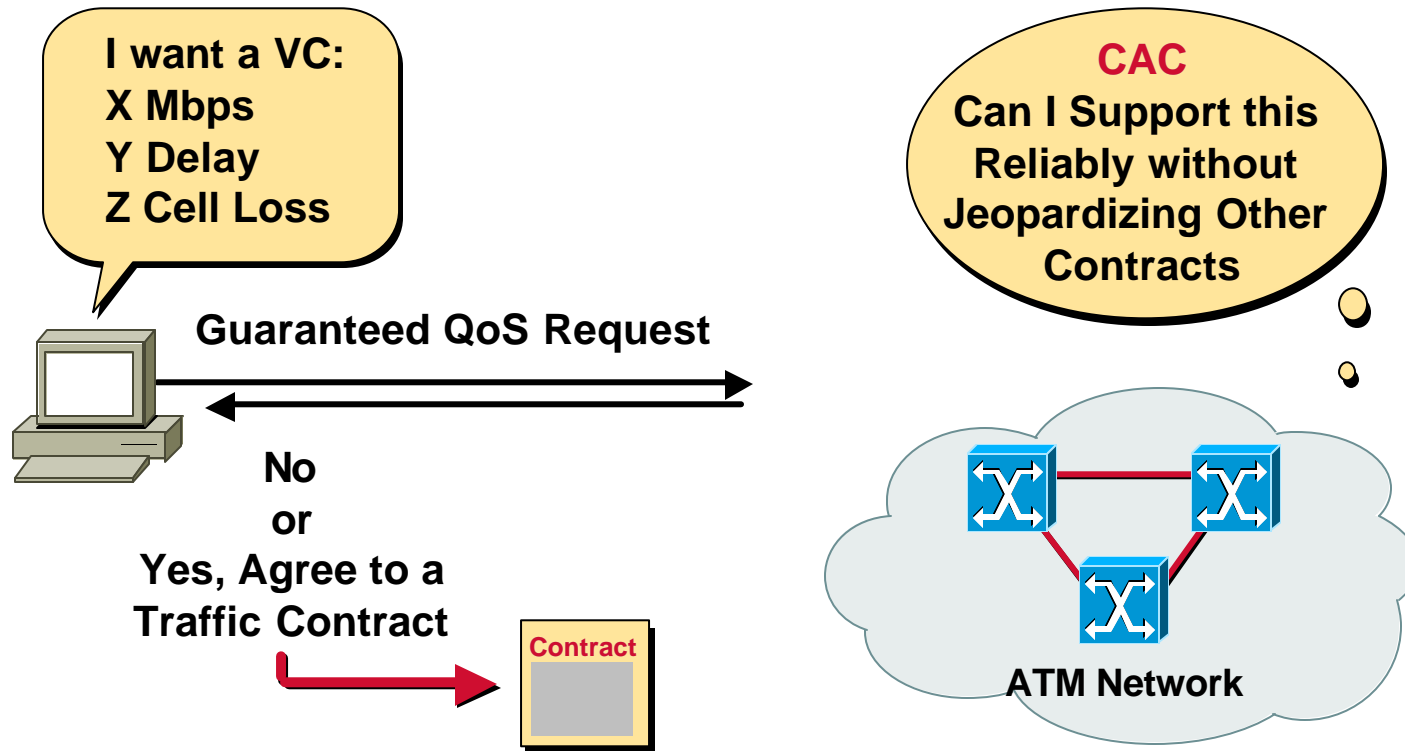 I want a VC:
X Mbps
Y Delay
Z Cell Loss
CAC
Can I Support this
Reliably without
Jeopardizing Other
Contracts
Guaranteed QoS Request
No
or
Yes, Agree to a
Traffic Contract
Contract
ATM Network